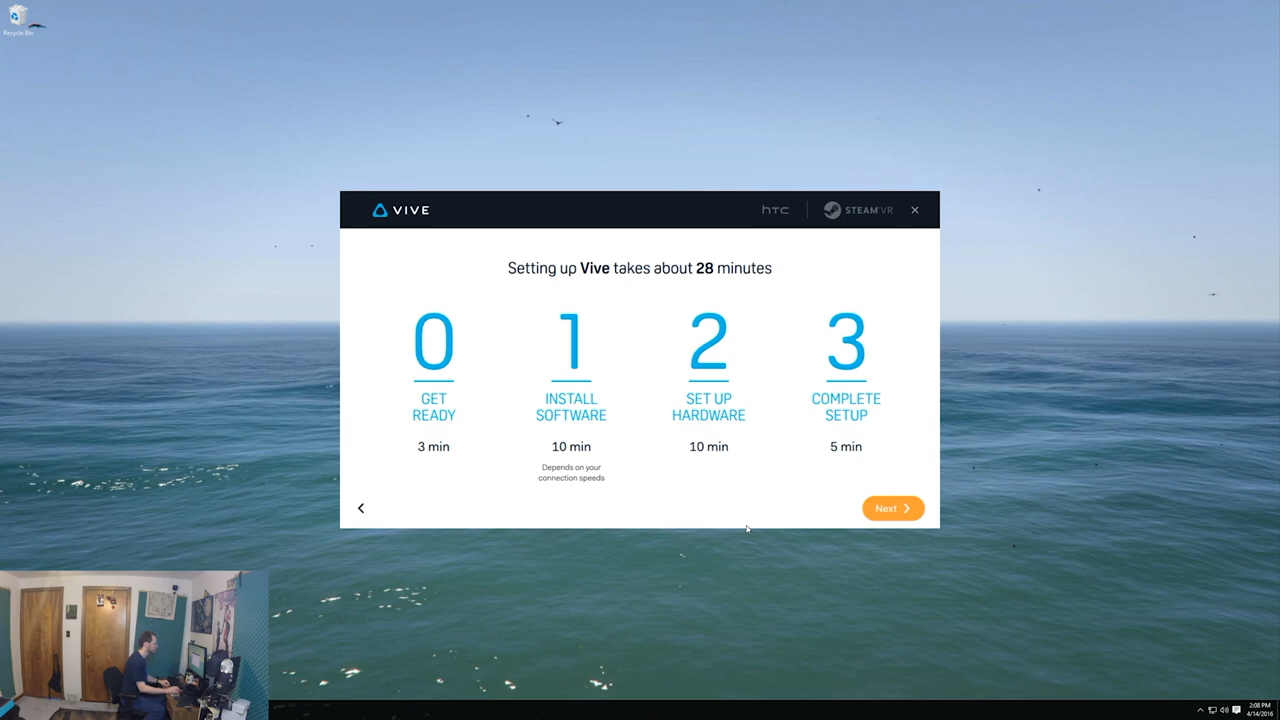 Recycle Bin
VIVE
hTC
STEAMVR
Setting up Vive takes about 28 minutes
0
1
2
3
GET
READY
INSTALL
SOFTWARE
SET UP
HARDWARE
COMPLETE
SETUP
3 min
10 min
10 min
5 min
Depends on your
connection speeds
Next
2:08 PM
4/14/2016